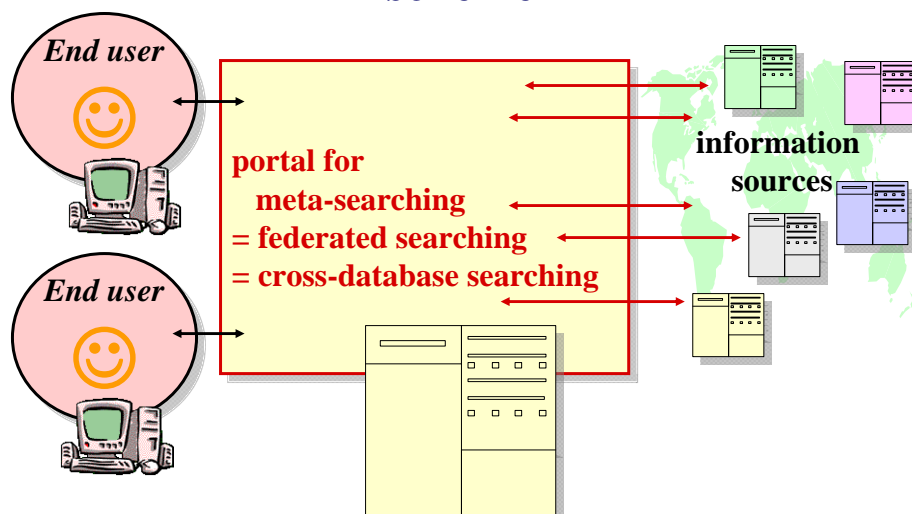 End user
portal for
meta-searching
= federated searching
= cross-database searching
information
sources
End user